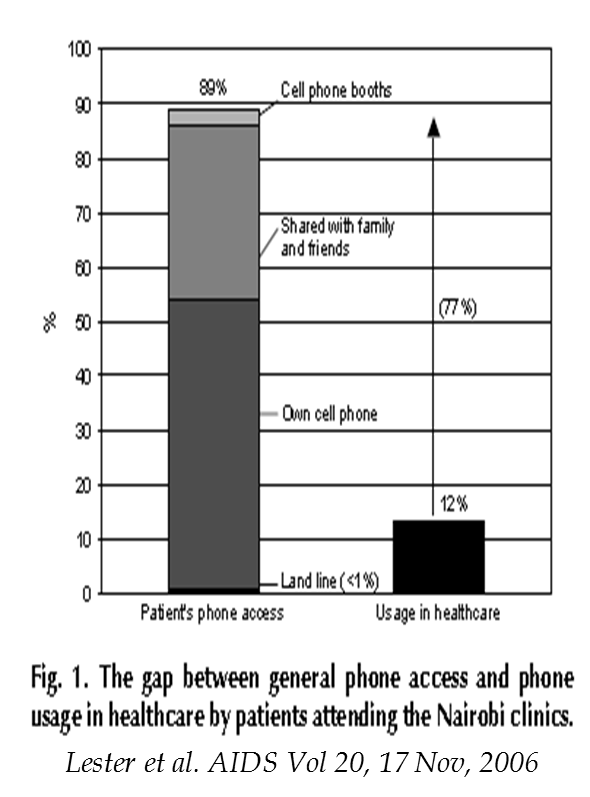 100
90
80
70
60
50
40
30
20
10
0
%
89%
Cell phone booths
Shared with family
and friends
(77%)
Own cell phone
12%
Land line (<1%)
Patient's phone access
Usage in healthcare
Fig. 1. The gap between general phone access and phone
usage in healthcare by patients attending the Nairobi clinics.
Lester et al. AIDS Vol 20, 17 Nov, 2006